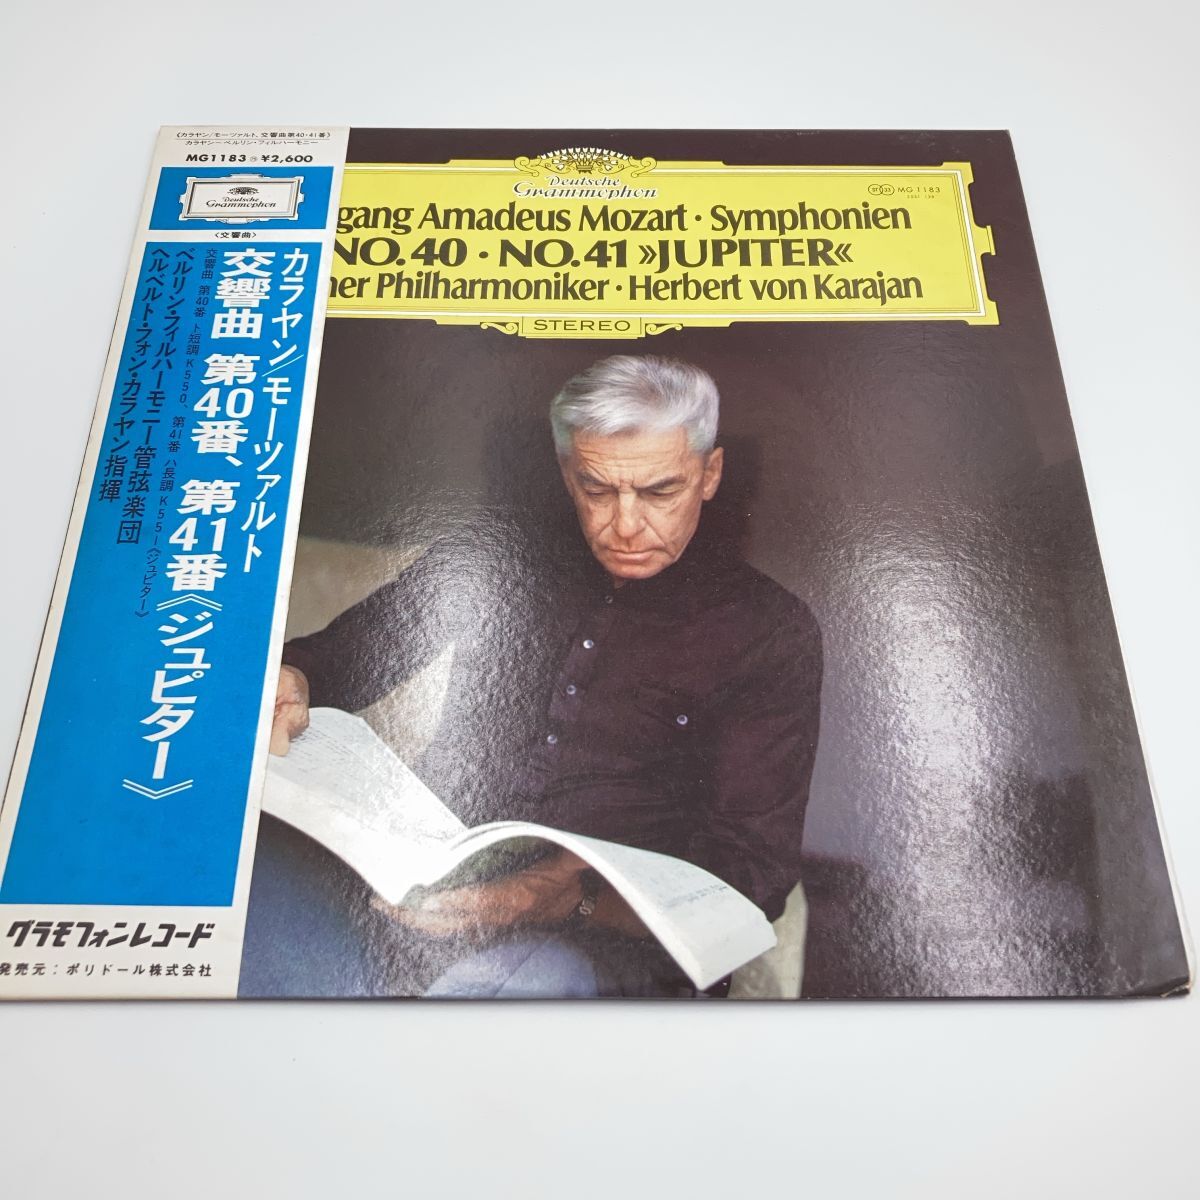 《カラヤン/モーツァルト、交響曲第40・41番》
カラヤン=ベルリン・フィルハーモニー
MG1183 ¥2,600
Deutsche
Grammophon
〈交響曲〉
カラヤン/モーツァルト
交響曲 第40番、第41番《ジュピター》
交響曲 第40番 ト短調 K550、第41番 ハ長調 K551《ジュピター》
ベルリン・フィルハーモニー管弦楽団
ヘルベルト・フォン・カラヤン指揮
グラモフォンレコード
発売元:ポリドール株式会社
Deutsche
Grammophon
ST 33 MG 1183
gang Amadeus Mozart · Symphonien
NO.40 · NO.41 »JUPITER«
ner Philharmoniker · Herbert von Karajan
STEREO